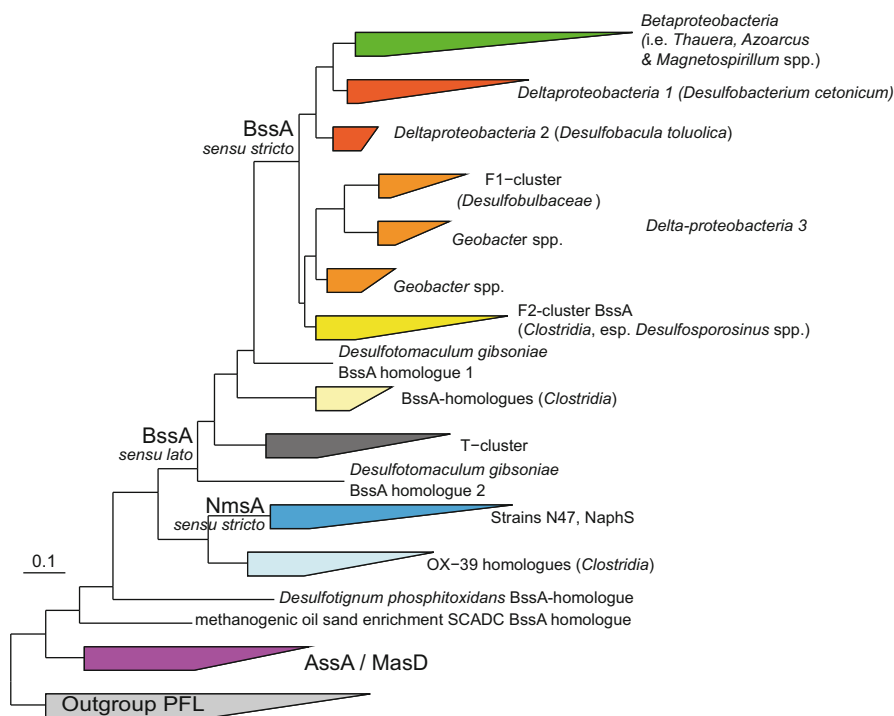 Betaproteobacteria
(i.e. Thauera, Azoarcus
& Magnetospirillum spp.)
Deltaproteobacteria 1 (Desulfobacterium cetonicum)
BssA
sensu stricto
Deltaproteobacteria 2 (Desulfobacula toluolica)
F1−cluster
(Desulfobulbaceae )
Delta-proteobacteria 3
Geobacter spp.
Geobacter spp.
F2-cluster BssA
(Clostridia, esp. Desulfosporosinus spp.)
Desulfotomaculum gibsoniae
BssA homologue 1
BssA-homologues (Clostridia)
BssA
sensu lato
T−cluster
Desulfotomaculum gibsoniae
BssA homologue 2
NmsA
sensu stricto
Strains N47, NaphS
0.1
OX−39 homologues (Clostridia)
Desulfotignum phosphitoxidans BssA-homologue
methanogenic oil sand enrichment SCADC BssA homologue
AssA / MasD
Outgroup PFL